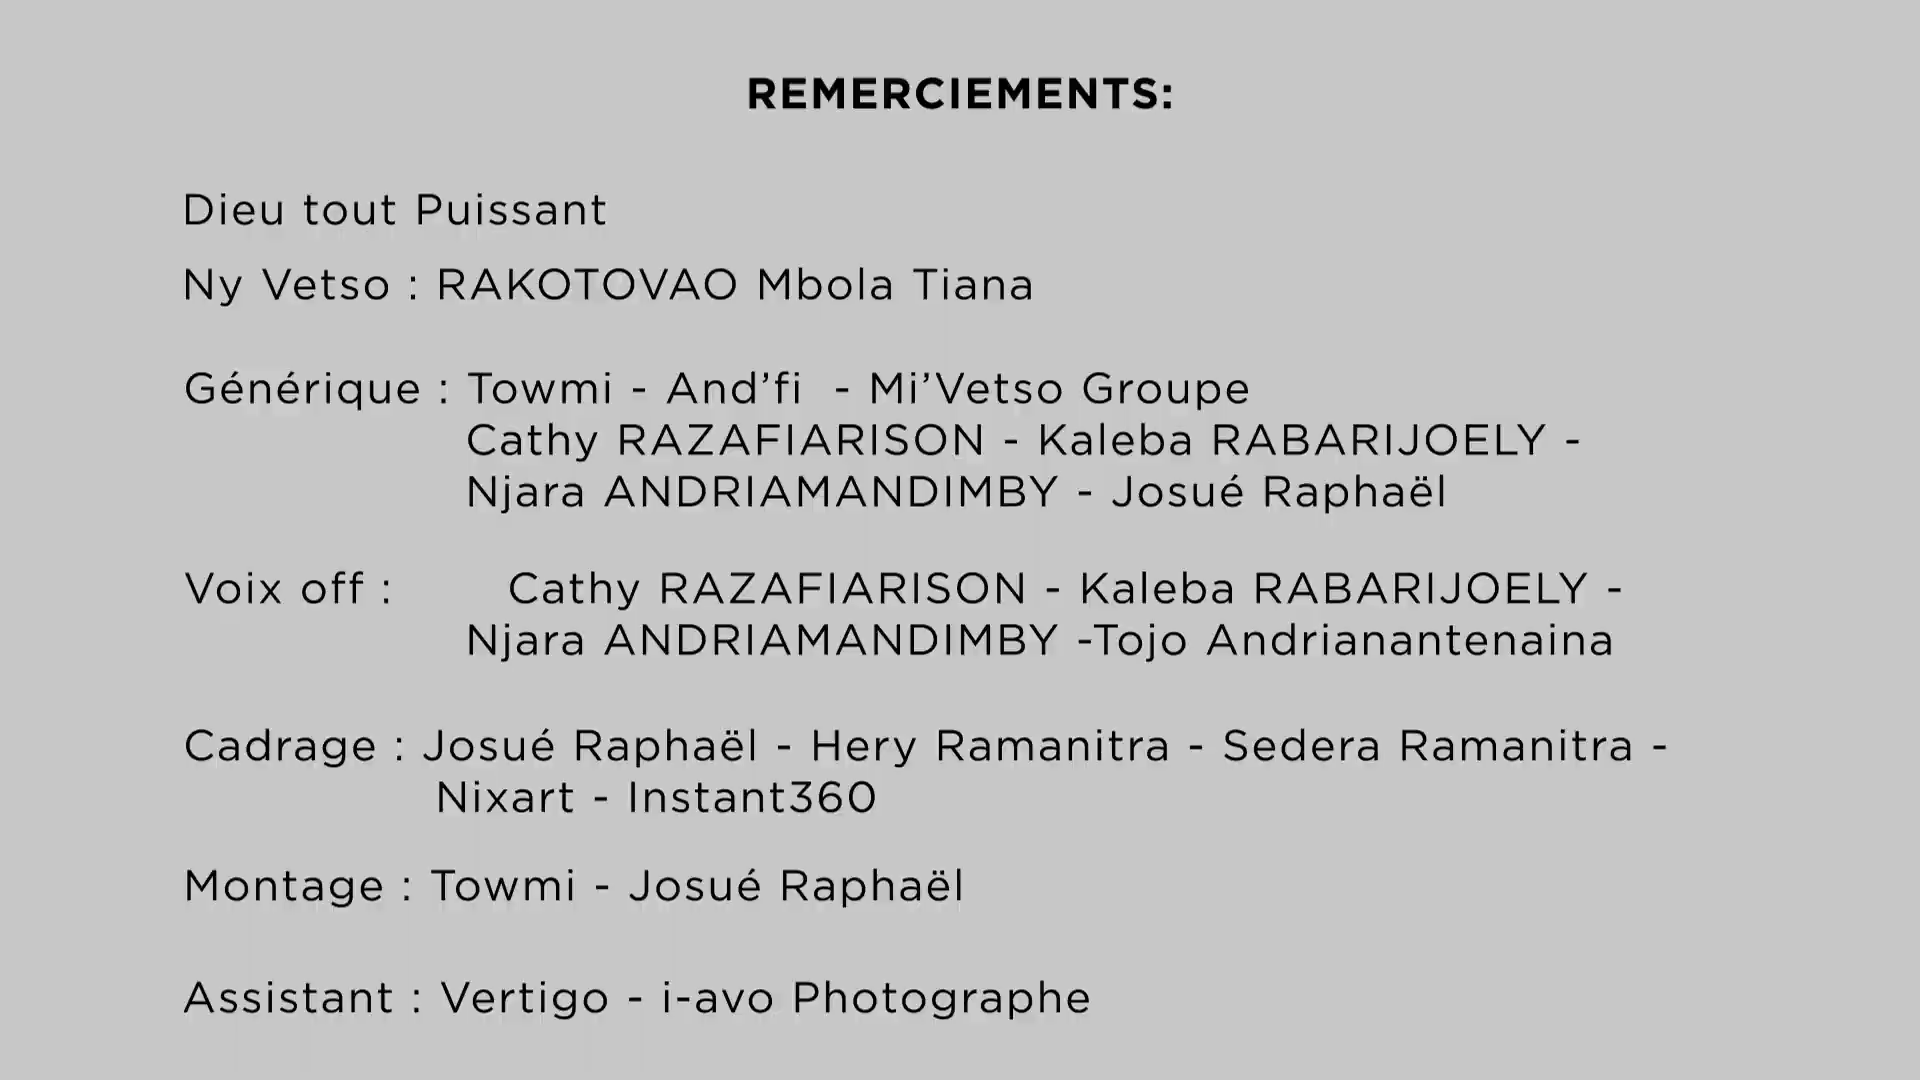 REMERCIEMENTS:
Dieu tout Puissant
Ny Vetso : RAKOTOVAO Mbola Tiana
Générique : Towmi - And’fi - Mi’Vetso Groupe
Cathy RAZAFIARISON - Kaleba RABARIJOELY -
Njara ANDRIAMANDIMBY - Josué Raphaël
Voix off : Cathy RAZAFIARISON - Kaleba RABARIJOELY -
Njara ANDRIAMANDIMBY -Tojo Andrianantenaina
Cadrage : Josué Raphaël - Hery Ramanitra - Sedera Ramanitra -
Nixart - Instant360
Montage : Towmi - Josué Raphaël
Assistant : Vertigo - i-avo Photographe